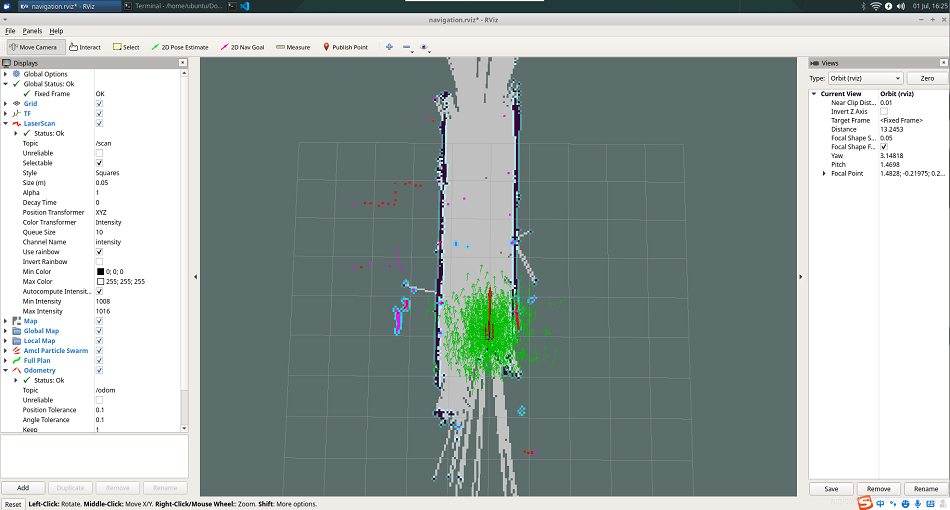 navigation.rviz* - RViz
Terminal - /home/ubuntu/Do...
01 Jul, 16:25
navigation.rviz* - RViz
File Panels Help
Move Camera Interact Select 2D Pose Estimate 2D Nav Goal Measure Publish Point
Displays
Global Options
Global Status: Ok
Fixed Frame OK
Grid
TF
LaserScan
Status: Ok
Topic /scan
Unreliable
Selectable
Style Squares
Size (m) 0.05
Alpha 1
Decay Time 0
Position Transformer XYZ
Color Transformer Intensity
Queue Size 10
Channel Name intensity
Use rainbow
Invert Rainbow
Min Color 0; 0; 0
Max Color 255; 255; 255
Autocompute Intensit...
Min Intensity 1008
Max Intensity 1016
Map
Global Map
Local Map
Amcl Particle Swarm
Full Plan
Odometry
Status: Ok
Topic /odom
Unreliable
Position Tolerance 0.1
Angle Tolerance 0.1
Keep 1
Add Duplicate Remove Rename
Views
Type: Orbit (rviz) Zero
Current View Orbit (rviz)
Near Clip Dist... 0.01
Invert Z Axis
Target Frame <Fixed Frame>
Distance 13.2453
Focal Shape S... 0.05
Focal Shape F...
Yaw 3.14818
Pitch 1.4698
Focal Point 1.4828; -0.21975; 0.2...
Save Remove Rename
Reset Left-Click: Rotate. Middle-Click: Move X/Y. Right-Click/Mouse Wheel:: Zoom. Shift: More options.
中